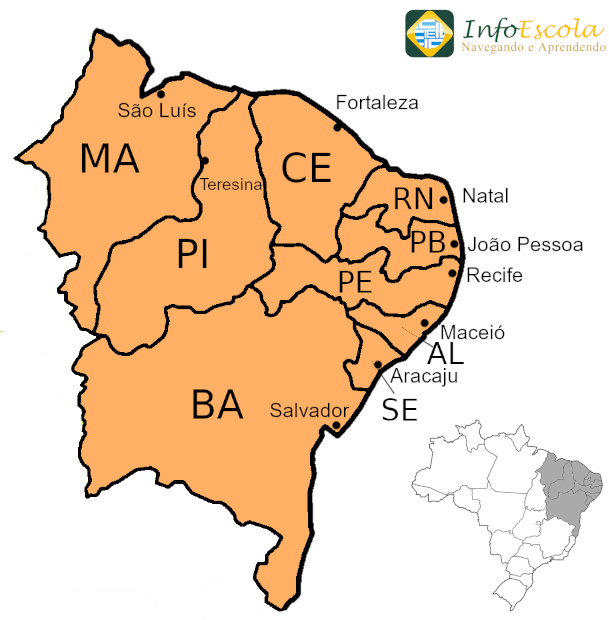 InfoEscola
Navegando e Aprendendo
Fortaleza
São Luís
MA
CE
Teresina
RN
Natal
PB
João Pessoa
PI
PE
Recife
Maceió
AL
Aracaju
BA
SE
Salvador